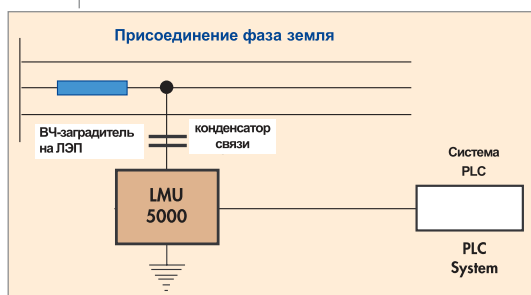 Присоединение фаза земля
ВЧ-заградитель
на ЛЭП
конденсатор
связи
LMU
5000
Система
PLC
PLC
System